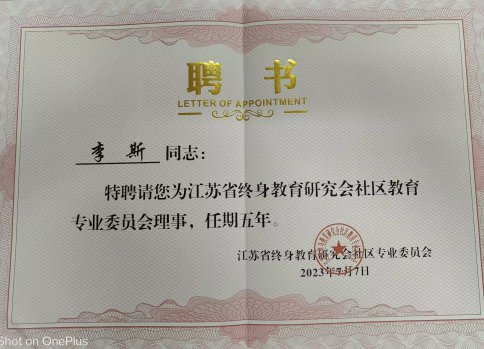 聘书
LETTER OF APPOINTMENT
李斯 同志：
特聘请您为江苏省终身教育研究会社区教育
专业委员会理事，任期五年。
江苏省终身教育研究会社区专业委员会
2023年7月7日
Shot on OnePlus